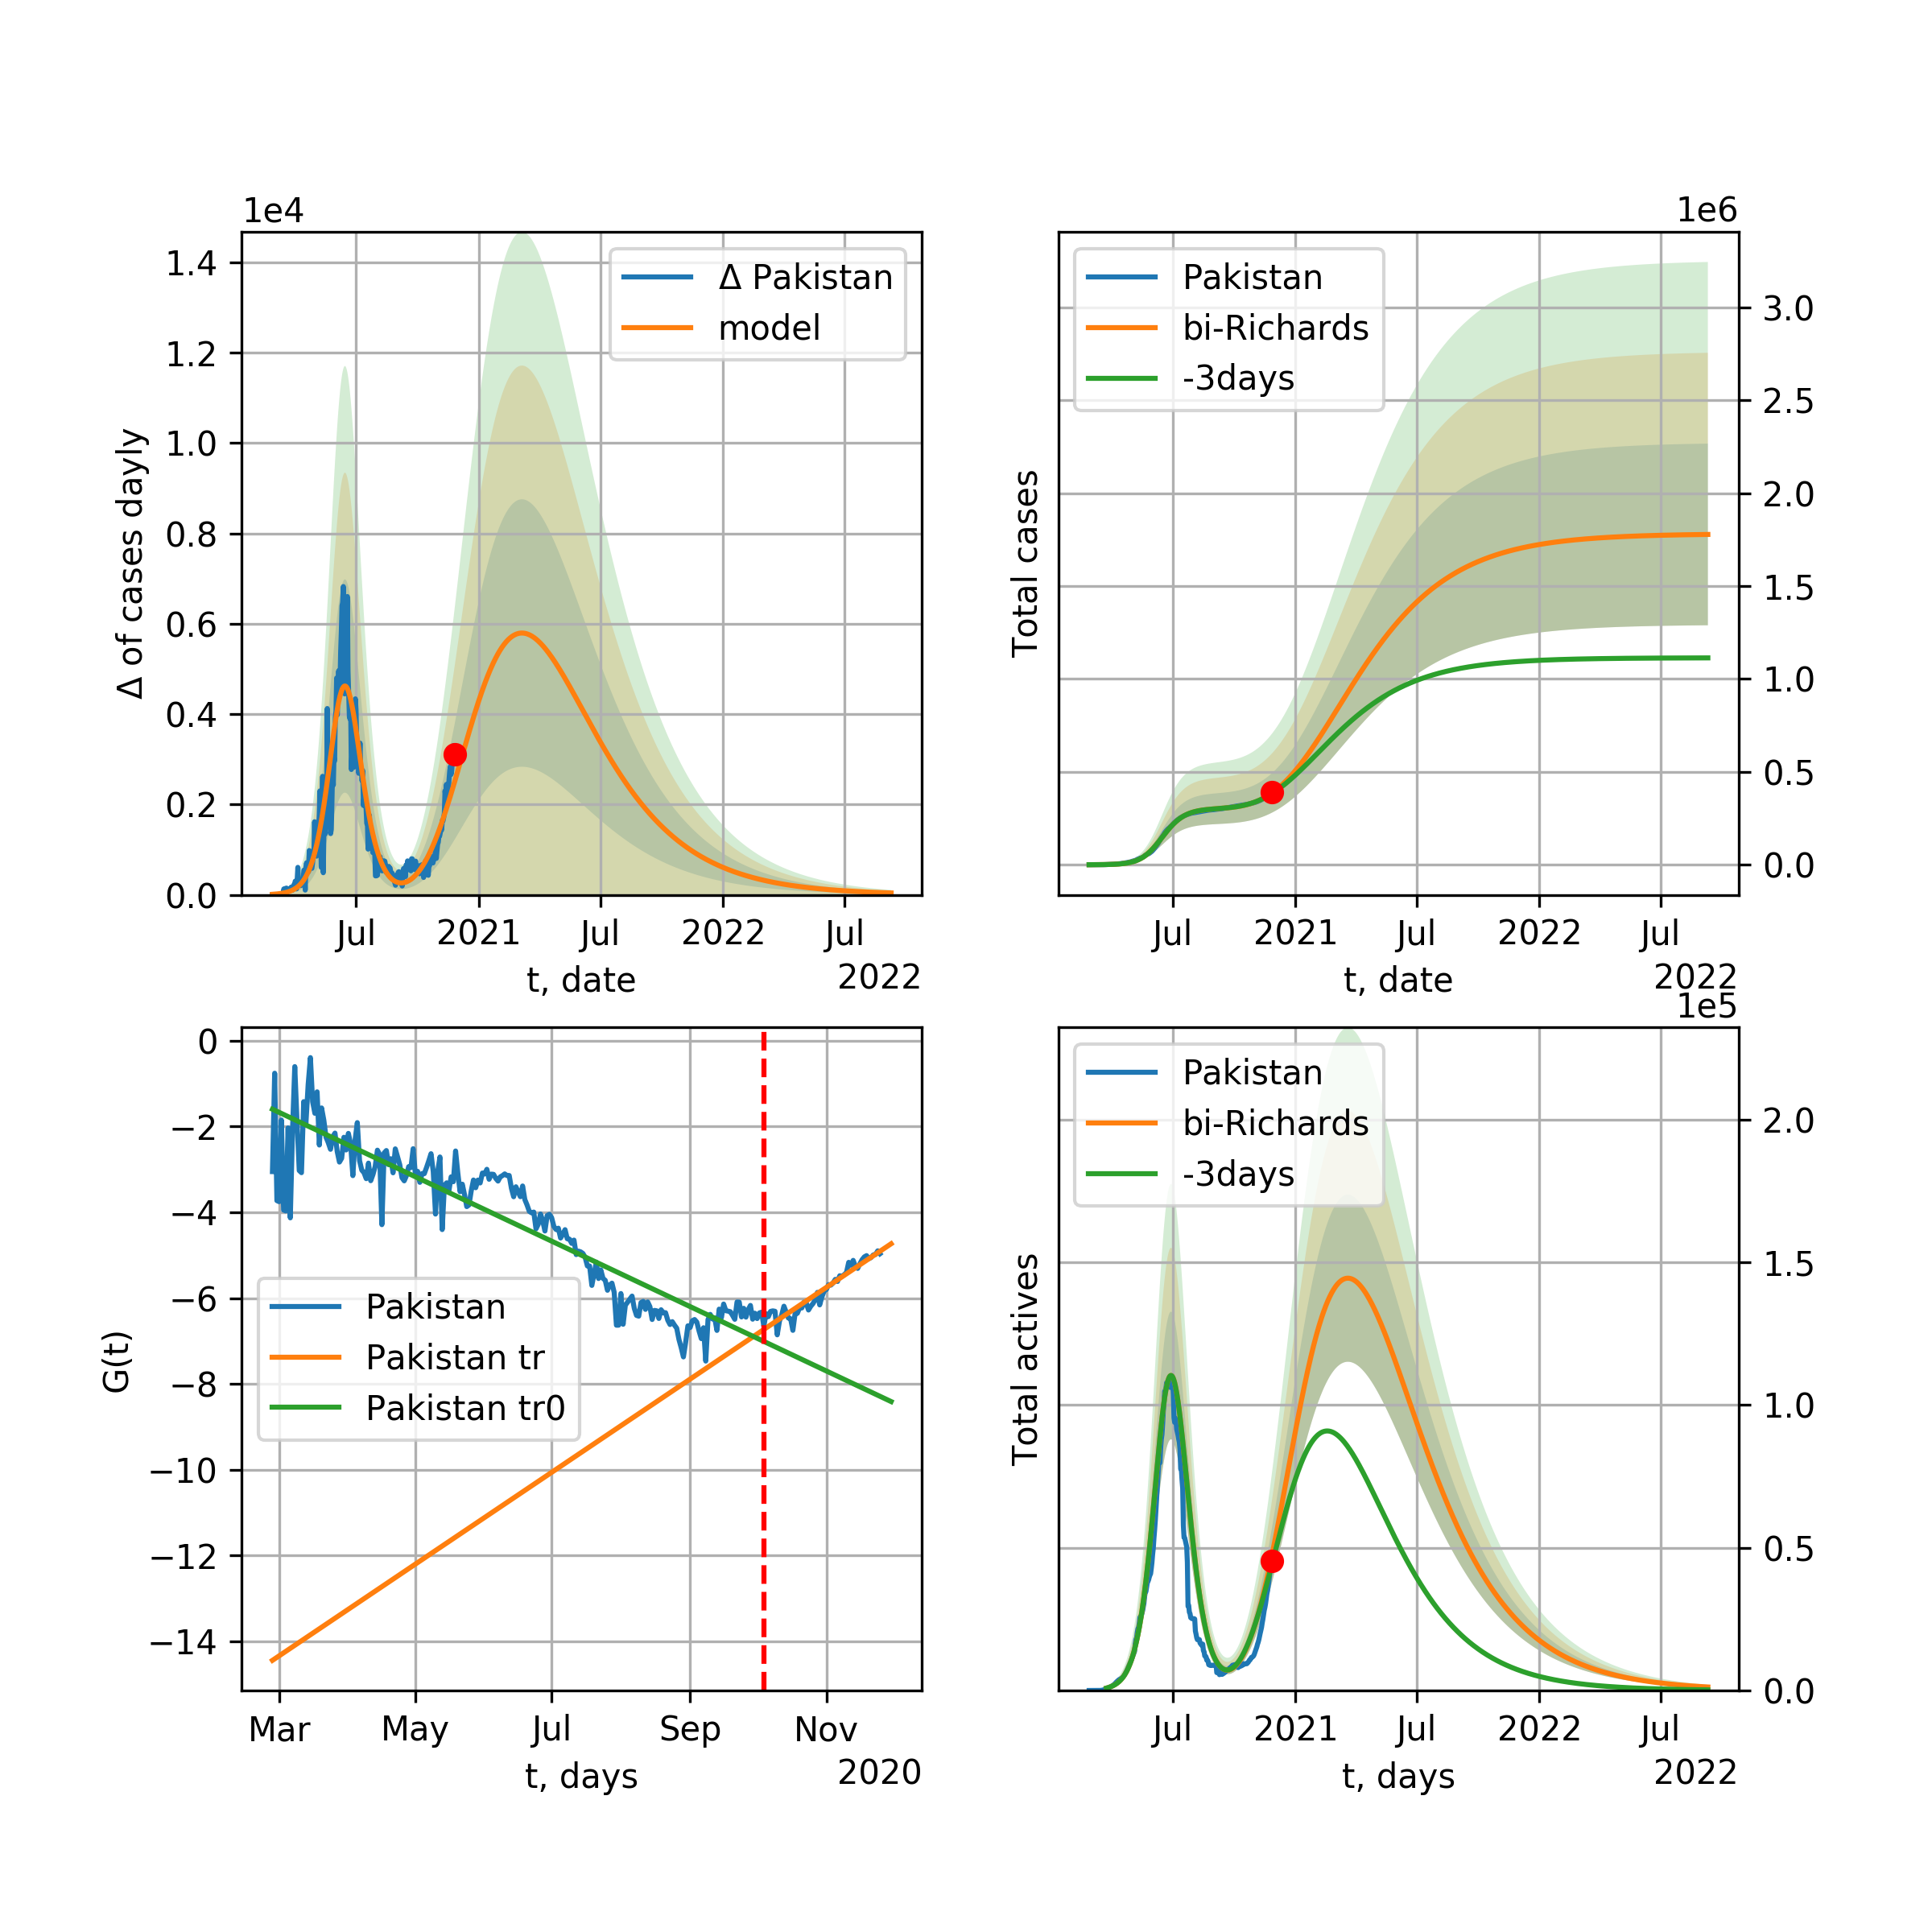 1e4
1.4
1.2
1.0
0.8
0.6
0.4
0.2
0.0
Δ of cases dayly
Δ Pakistan
model
Jul 2021 Jul 2022 Jul
t, date
2022
1e6
Pakistan
bi-Richards
-3days
Total cases
3.0
2.5
2.0
1.5
1.0
0.5
0.0
Jul 2021 Jul 2022 Jul
t, date
2022
0
−2
−4
−6
−8
−10
−12
−14
G(t)
Pakistan
Pakistan tr
Pakistan tr0
Mar May Jul Sep Nov
t, days
2020
1e5
Pakistan
bi-Richards
-3days
Total actives
2.0
1.5
1.0
0.5
0.0
Jul 2021 Jul 2022 Jul
t, days
2022